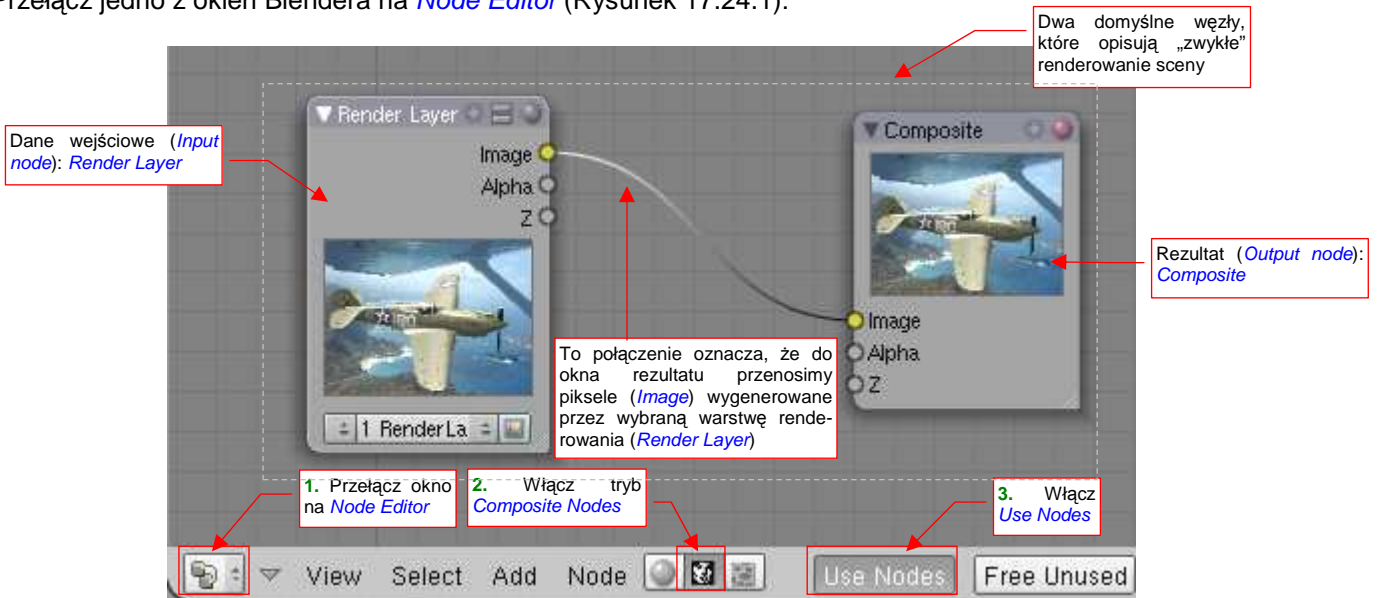 Przełącz jedno z okien Blendera na Node Editor (Rysunek 17.24.1):
Dwa domyślne węzły,
które opisują „zwykłe”
renderowanie sceny
Render Layer
Image
Alpha
Z
1 RenderLa
Composite
Image
Alpha
Z
Dane wejściowe (Input
node): Render Layer
Rezultat (Output node):
Composite
To połączenie oznacza, że do
okna rezultatu przenosimy
piksele (Image) wygenerowane
przez wybraną warstwę rende-
rowania (Render Layer)
1. Przełącz okno
na Node Editor
2. Włącz tryb
Composite Nodes
3. Włącz
Use Nodes
View Select Add Node Use Nodes Free Unused